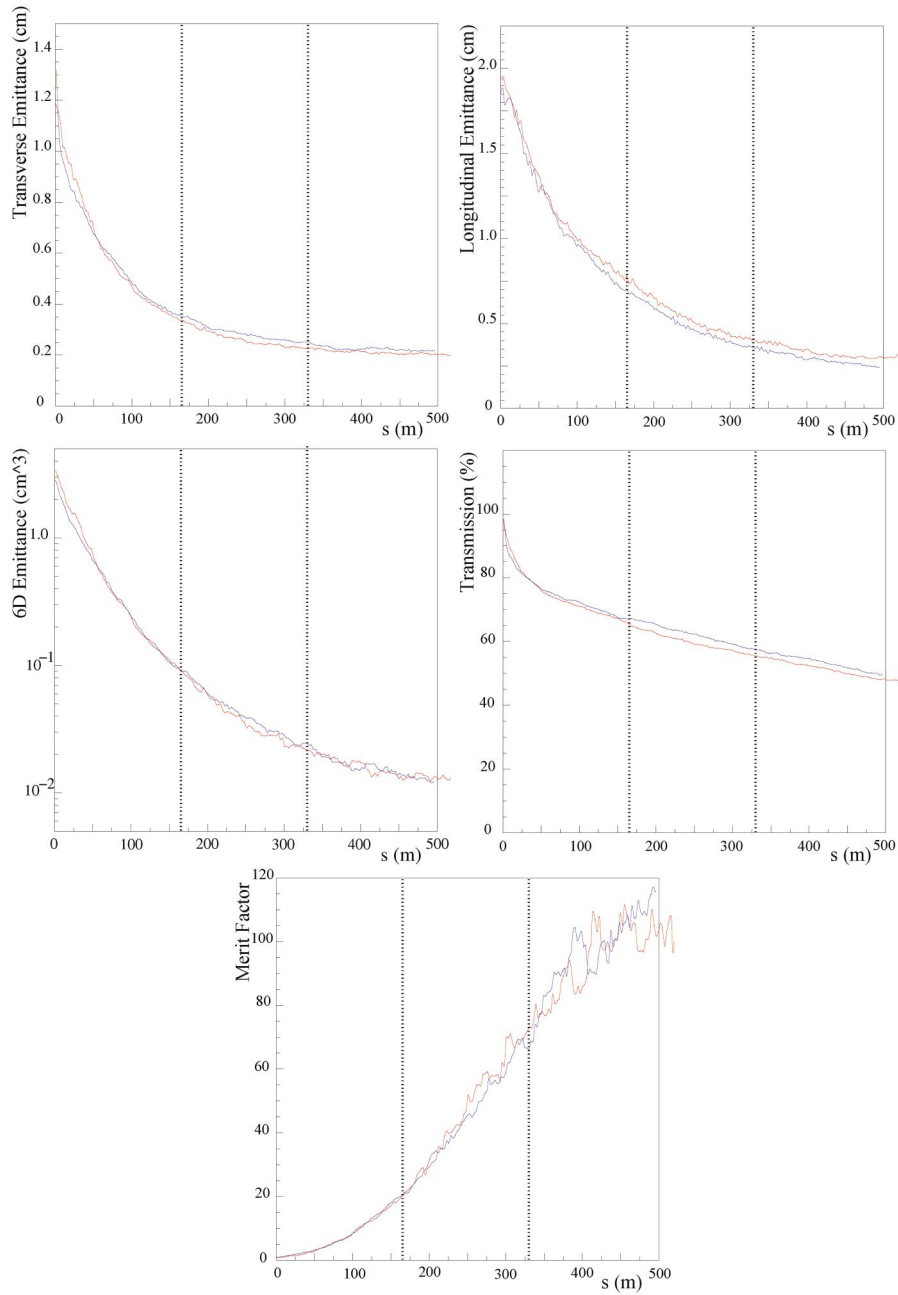 Transverse Emittance (cm)
1.4
1.2
1.0
0.8
0.6
0.4
0.2
0
0 100 200 300 400 500
s (m)
Longitudinal Emittance (cm)
2.0
1.5
1.0
0.5
0
0 100 200 300 400 500
s (m)
6D Emittance (cm^3)
1.0
10−1
10−2
0 100 200 300 400 500
s (m)
Transmission (%)
100
80
60
40
20
0
0 100 200 300 400 500
s (m)
Merit Factor
120
100
80
60
40
20
0
0 100 200 300 400 500
s (m)